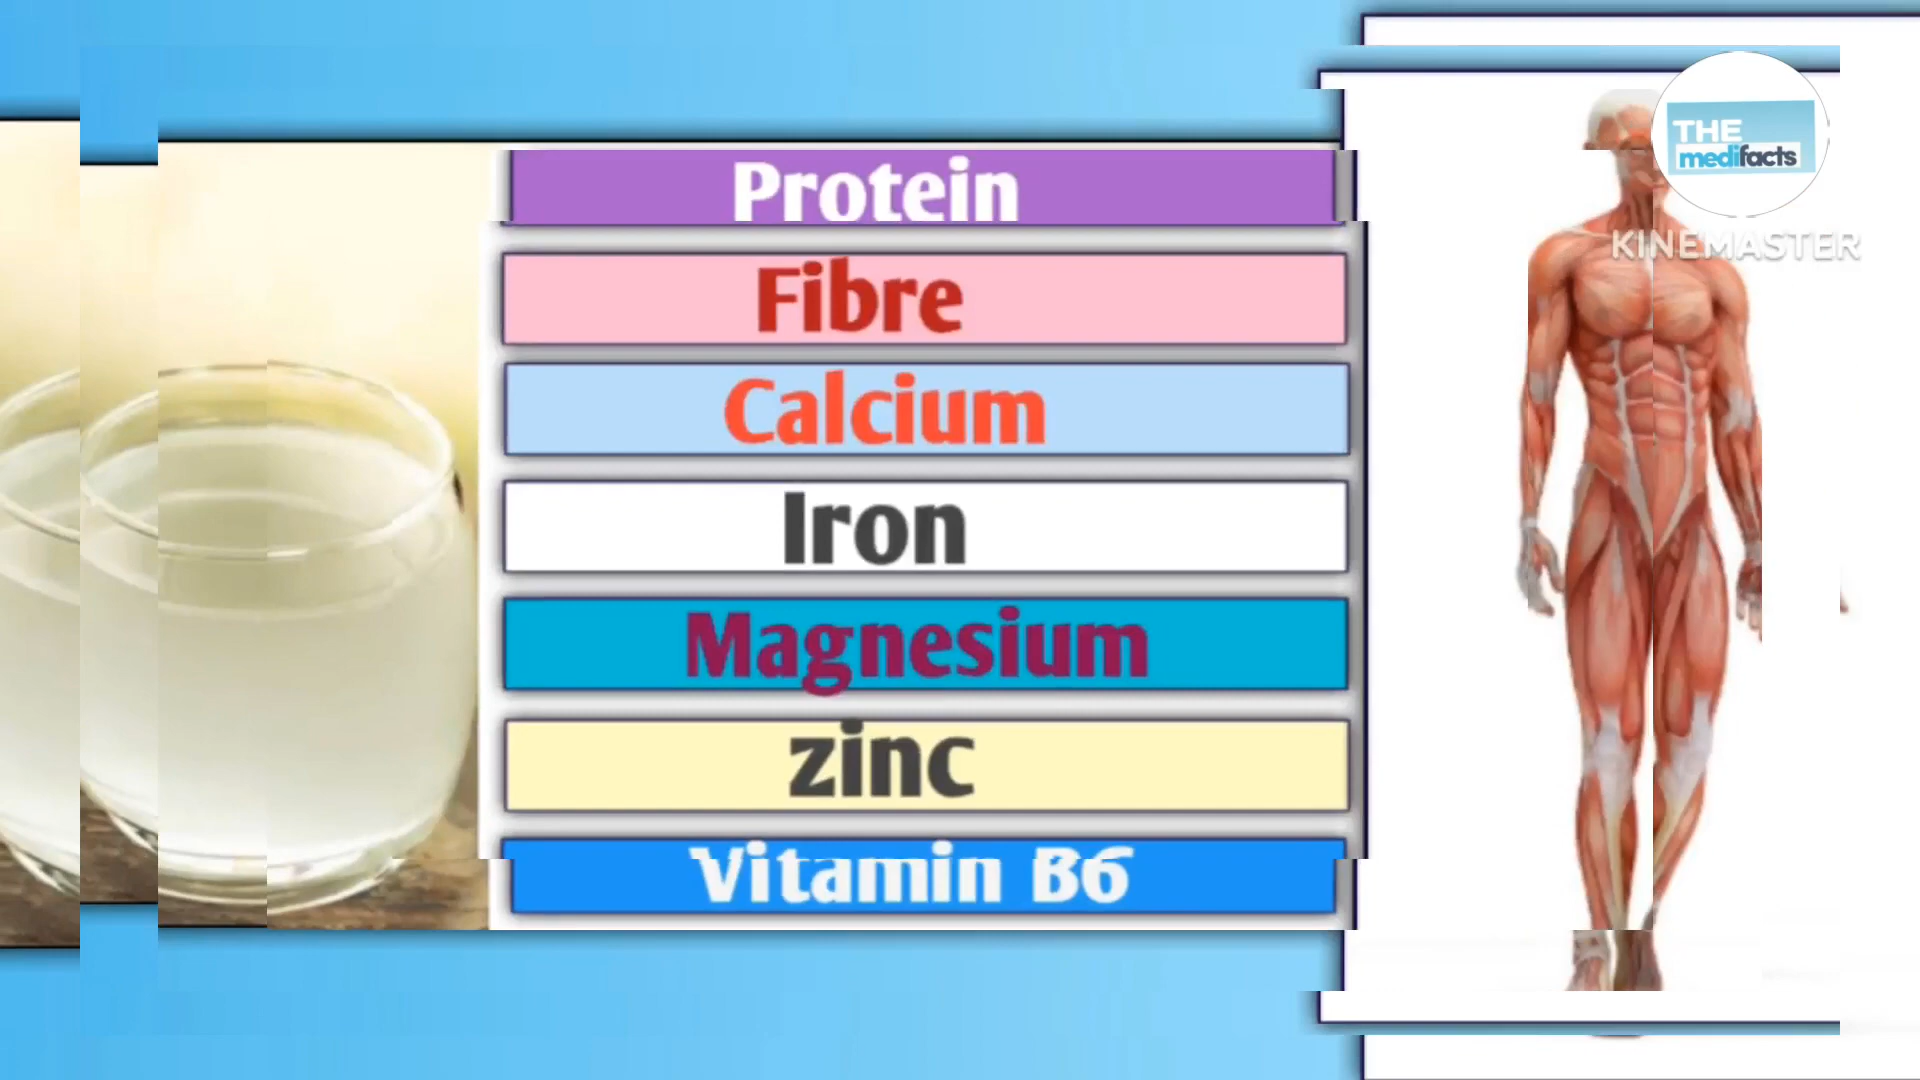 Protein
Fibre
Calcium
Iron
Magnesium
zinc
Vitamin B6
THE
medifacts
KINEMASTER